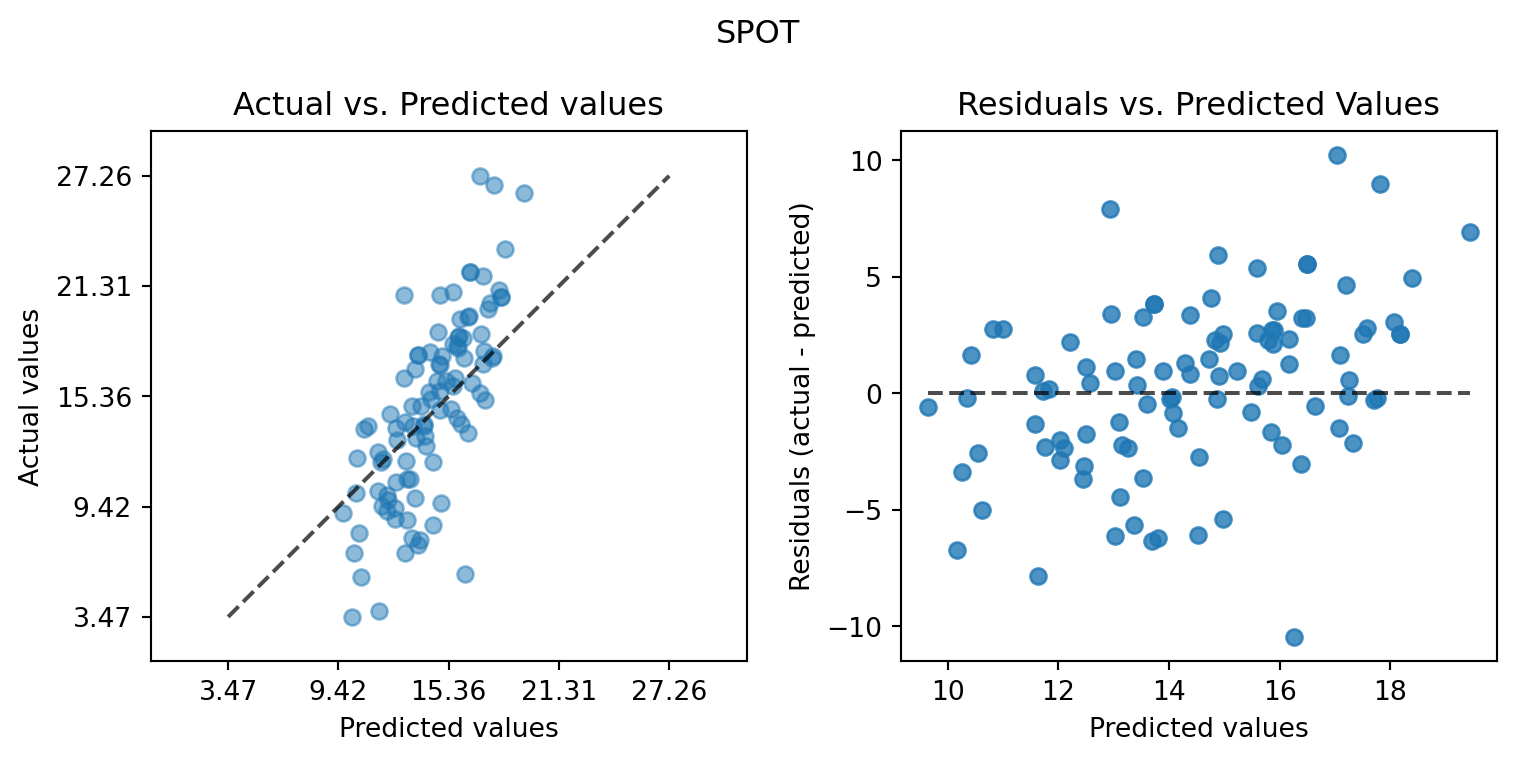 SPOT
Actual vs. Predicted values
Actual values
27.26
21.31
15.36
9.42
3.47
3.47 9.42 15.36 21.31 27.26
Predicted values
Residuals vs. Predicted Values
Residuals (actual - predicted)
10
5
0
−5
−10
10 12 14 16 18
Predicted values